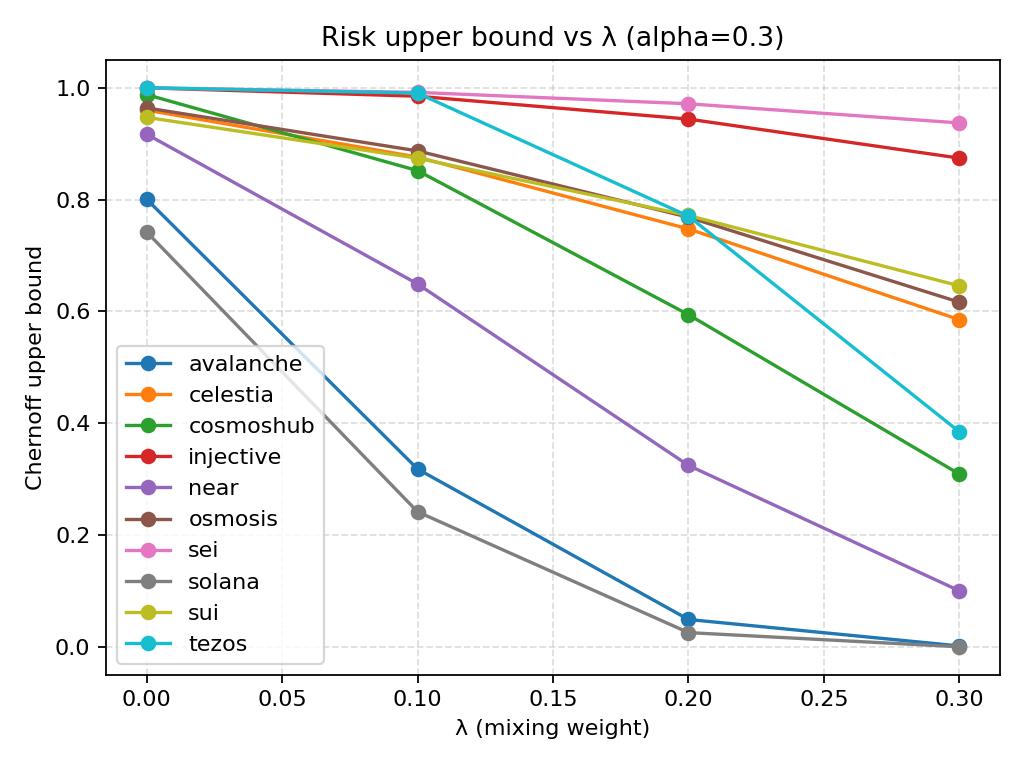 Risk upper bound vs λ (alpha=0.3)
Chernoff upper bound
1.0
0.8
0.6
0.4
0.2
0.0
avalanche
celestia
cosmoshub
injective
near
osmosis
sei
solana
sui
tezos
0.00 0.05 0.10 0.15 0.20 0.25 0.30
λ (mixing weight)